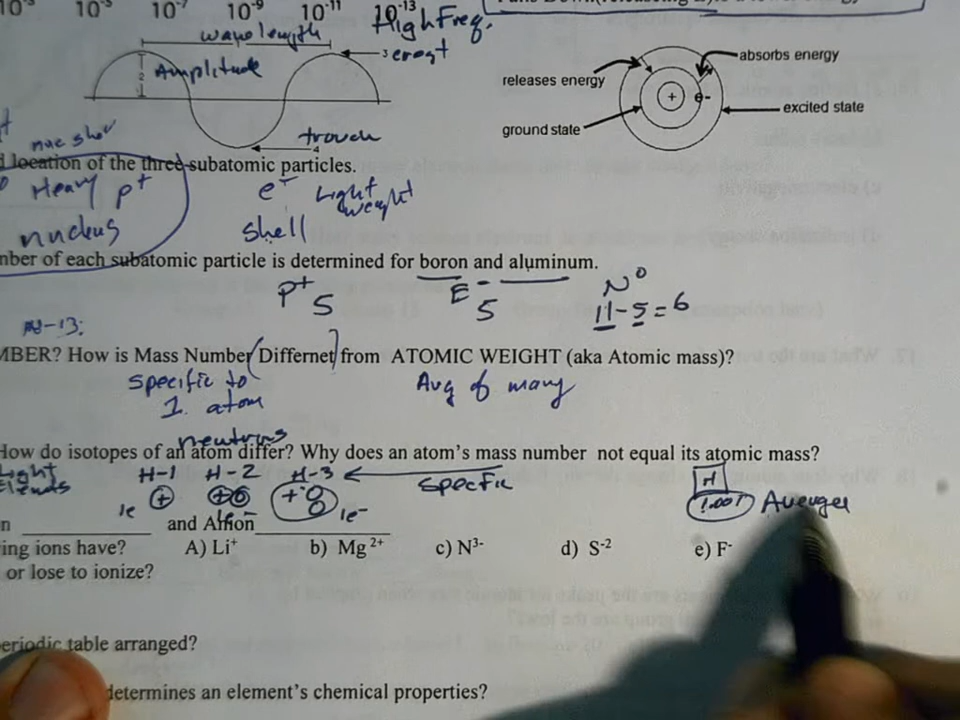 10⁻⁵ 10⁻⁷ 10⁻⁹ 10⁻¹¹ 10⁻¹³ High Freq.
wavelength
crest
Amplitude
trouch
absorbs energy
releases energy
+ e-
excited state
ground state
location of the three subatomic particles.
Heavy p⁺ e⁻ Light weight
nucleus shell
mber of each subatomic particle is determined for boron and aluminum.
P⁺ E⁻ N⁰
5 5 11-5=6
MBER? How is Mass Number (Differnet) from ATOMIC WEIGHT (aka Atomic mass)?
specific to Avg of many
1 atom
neutrons
How do isotopes of an atom differ? Why does an atom's mass number not equal its atomic mass?
Light H-1 H-2 H-3 specfic H
Elements + 1.007 Avenger
1e 1e⁻
n and Anion
ing ions have? A) Li⁺ b) Mg²⁺ c) N³⁻ d) S⁻² e) F⁻
or lose to ionize?
eriodic table arranged?
determines an element's chemical properties?